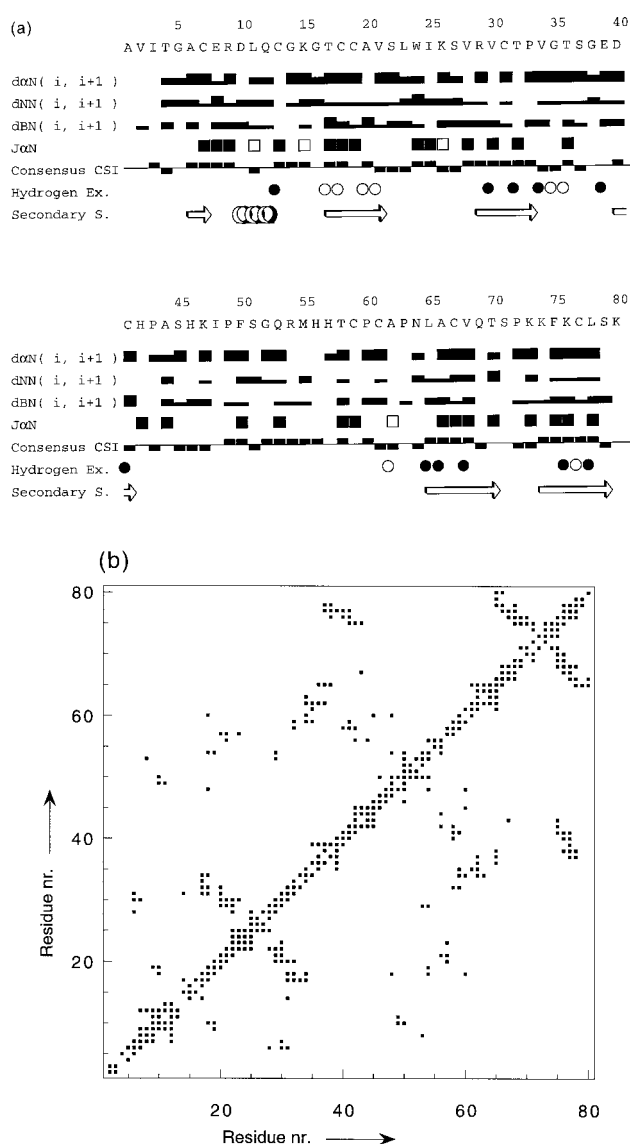 (a)
5 10 15 20 25 30 35 40
A V I T G A C E R D L Q C G K G T C C A V S L W I K S V R V C T P V G T S G E D
dαN( i, i+1 )
dNN( i, i+1 )
dBN( i, i+1 )
JαN
Consensus CSI
Hydrogen Ex.
Secondary S.
45 50 55 60 65 70 75 80
C H P A S H K I P F S G Q R M H H T C P C A P N L A C V Q T S P K K F K C L S K
dαN( i, i+1 )
dNN( i, i+1 )
dBN( i, i+1 )
JαN
Consensus CSI
Hydrogen Ex.
Secondary S.
(b)
80
60
40
20
Residue nr.
20 40 60 80
Residue nr.